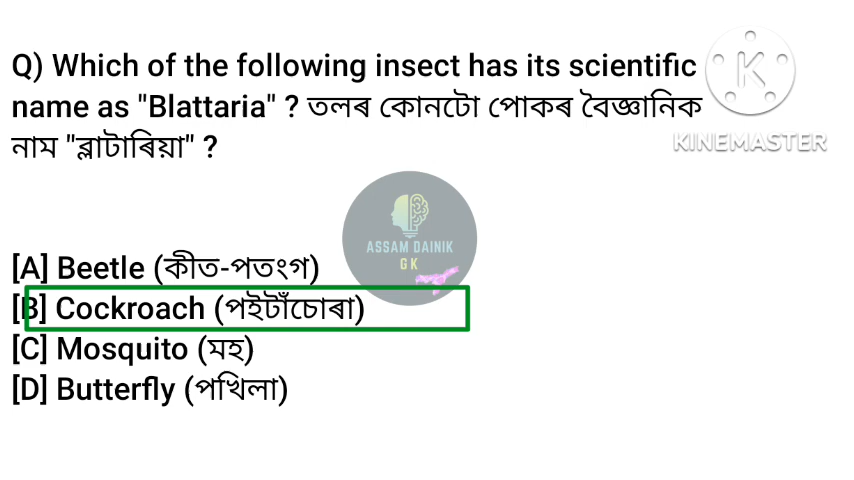 Q) Which of the following insect has its scientific
name as "Blattaria" ? তলৰ কোনটো পোকৰ বৈজ্ঞানিক
নাম "ব্লাটাৰিয়া" ?
KINEMASTER
ASSAM DAINIK
GK
[A] Beetle (কীত-পতংগ)
[B] Cockroach (পইটাঁচোৰা)
[C] Mosquito (মহ)
[D] Butterfly (পখিলা)